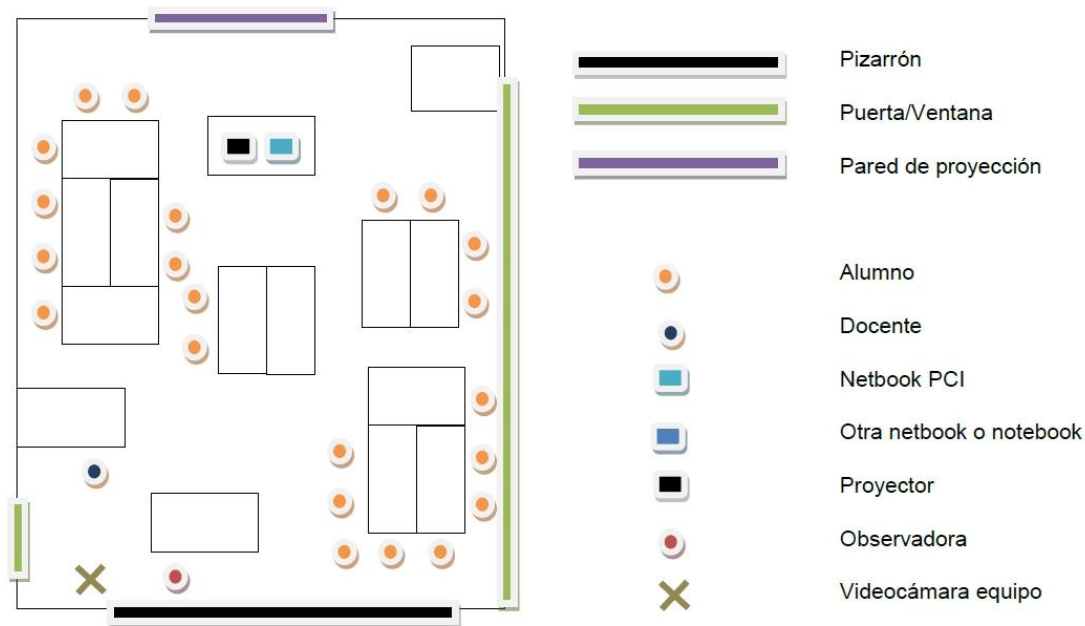 Pizarrón
Puerta/Ventana
Pared de proyección
Alumno
Docente
Netbook PCI
Otra netbook o notebook
Proyector
Observadora
Videocámara equipo